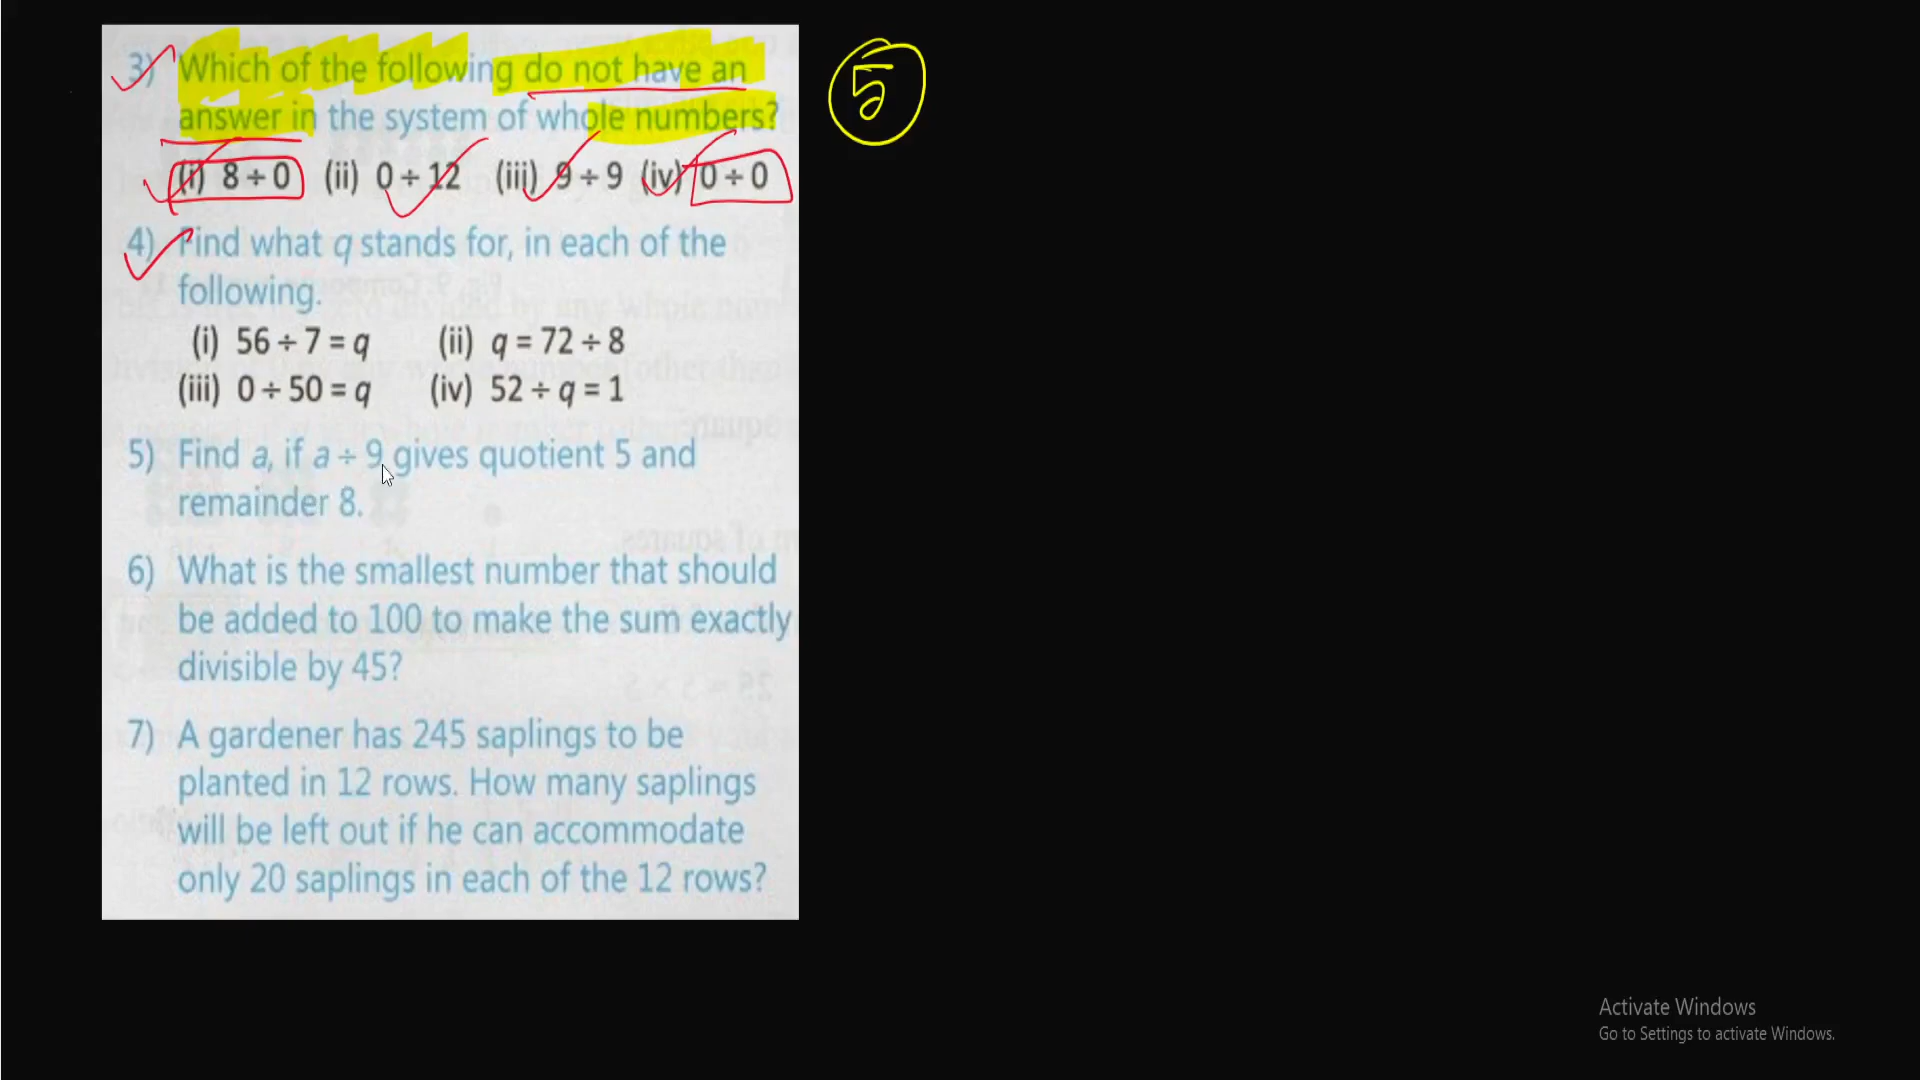 3) Which of the following do not have an
answer in the system of whole numbers?
(i) 8 ÷ 0 (ii) 0 ÷ 12 (iii) 9 ÷ 9 (iv) 0 ÷ 0
4) Find what q stands for, in each of the
following.
(i) 56 ÷ 7 = q (ii) q = 72 ÷ 8
(iii) 0 ÷ 50 = q (iv) 52 ÷ q = 1
5) Find a, if a ÷ 9 gives quotient 5 and
remainder 8.
6) What is the smallest number that should
be added to 100 to make the sum exactly
divisible by 45?
7) A gardener has 245 saplings to be
planted in 12 rows. How many saplings
will be left out if he can accommodate
only 20 saplings in each of the 12 rows?
5
Activate Windows
Go to Settings to activate Windows.